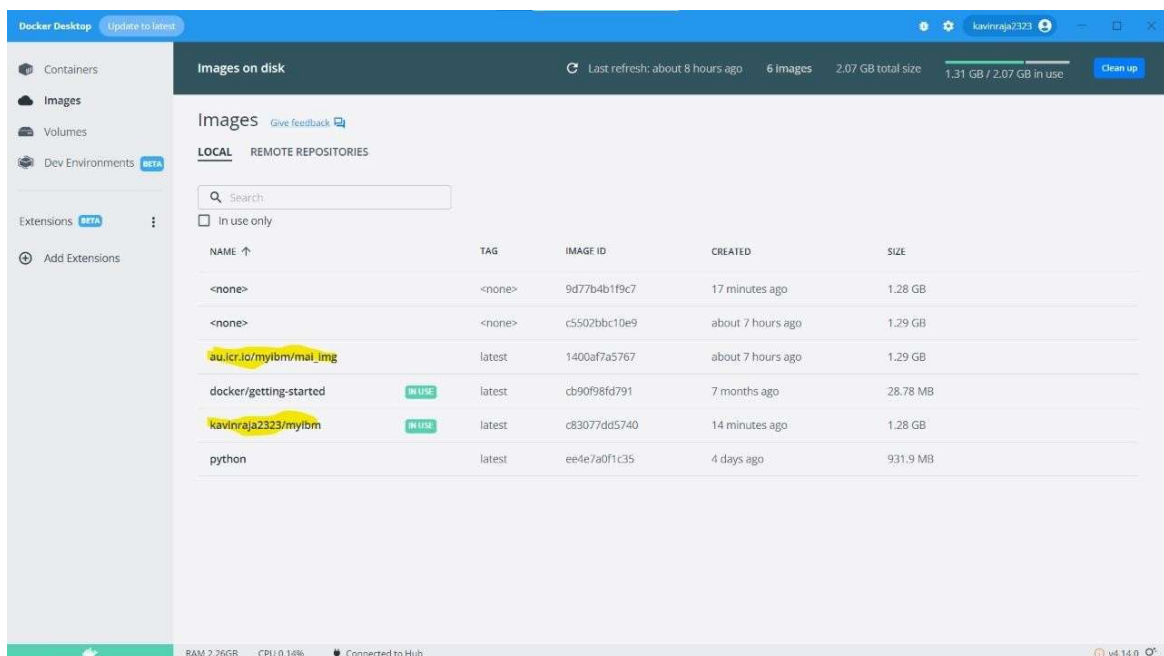 Docker Desktop Update to latest kavinraja2323
Containers
Images
Volumes
Dev Environments BETA
Extensions BETA
Add Extensions
Images on disk Last refresh: about 8 hours ago 6 images 2.07 GB total size 1.31 GB / 2.07 GB in use Clean up
Images Give feedback
LOCAL REMOTE REPOSITORIES
Search
In use only
NAME TAG IMAGE ID CREATED SIZE
<none> <none> 9d77b4b1f9c7 17 minutes ago 1.28 GB
<none> <none> c5502bbc10e9 about 7 hours ago 1.29 GB
au.icr.io/myibm/mai_img latest 1400af7a5767 about 7 hours ago 1.29 GB
docker/getting-started IN USE latest cb90f98fd791 7 months ago 28.78 MB
kavinraja2323/myibm IN USE latest c83077dd5740 14 minutes ago 1.28 GB
python latest ee4e7a0f1c35 4 days ago 931.9 MB
RAM 2.26GB CPU 0.14% Connected to Hub v4.14.0